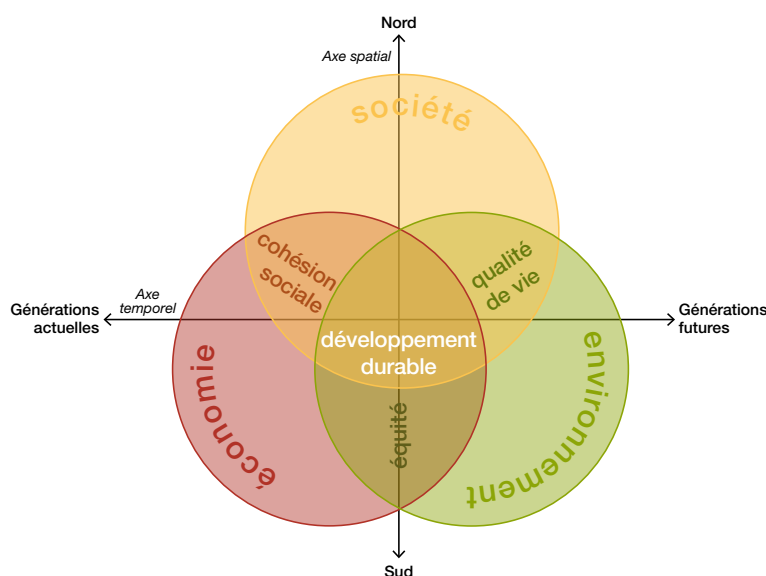 Nord
Axe spatial
société
cohésion
sociale
qualité
de vie
Générations
actuelles
Axe
temporel
Générations
futures
développement
durable
économie
équité
environnement
Sud